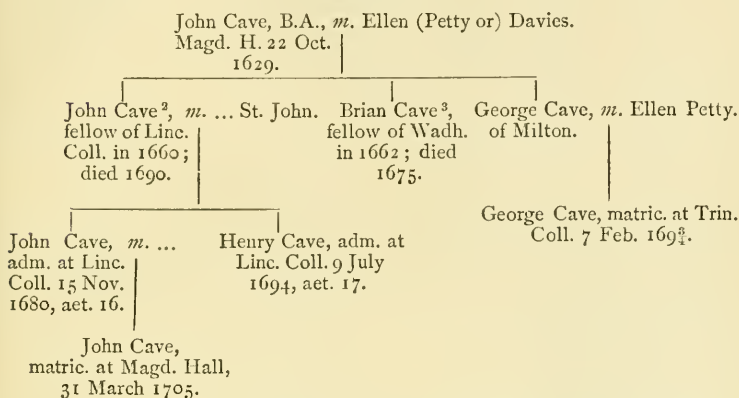 John Cave, B.A., m. Ellen (Petty or) Davies.
Magd. H. 22 Oct.
1629.
John Cave², m. ... St. John.
fellow of Linc.
Coll. in 1660;
died 1690.
Brian Cave³,
fellow of Wadh.
in 1662; died
1675.
George Cave, m. Ellen Petty.
of Milton.
John Cave, m. ...
adm. at Linc.
Coll. 15 Nov.
1680, aet. 16.
Henry Cave, adm. at
Linc. Coll. 9 July
1694, aet. 17.
George Cave, matric. at Trin.
Coll. 7 Feb. 169¾.
John Cave,
matric. at Magd. Hall,
31 March 1705.